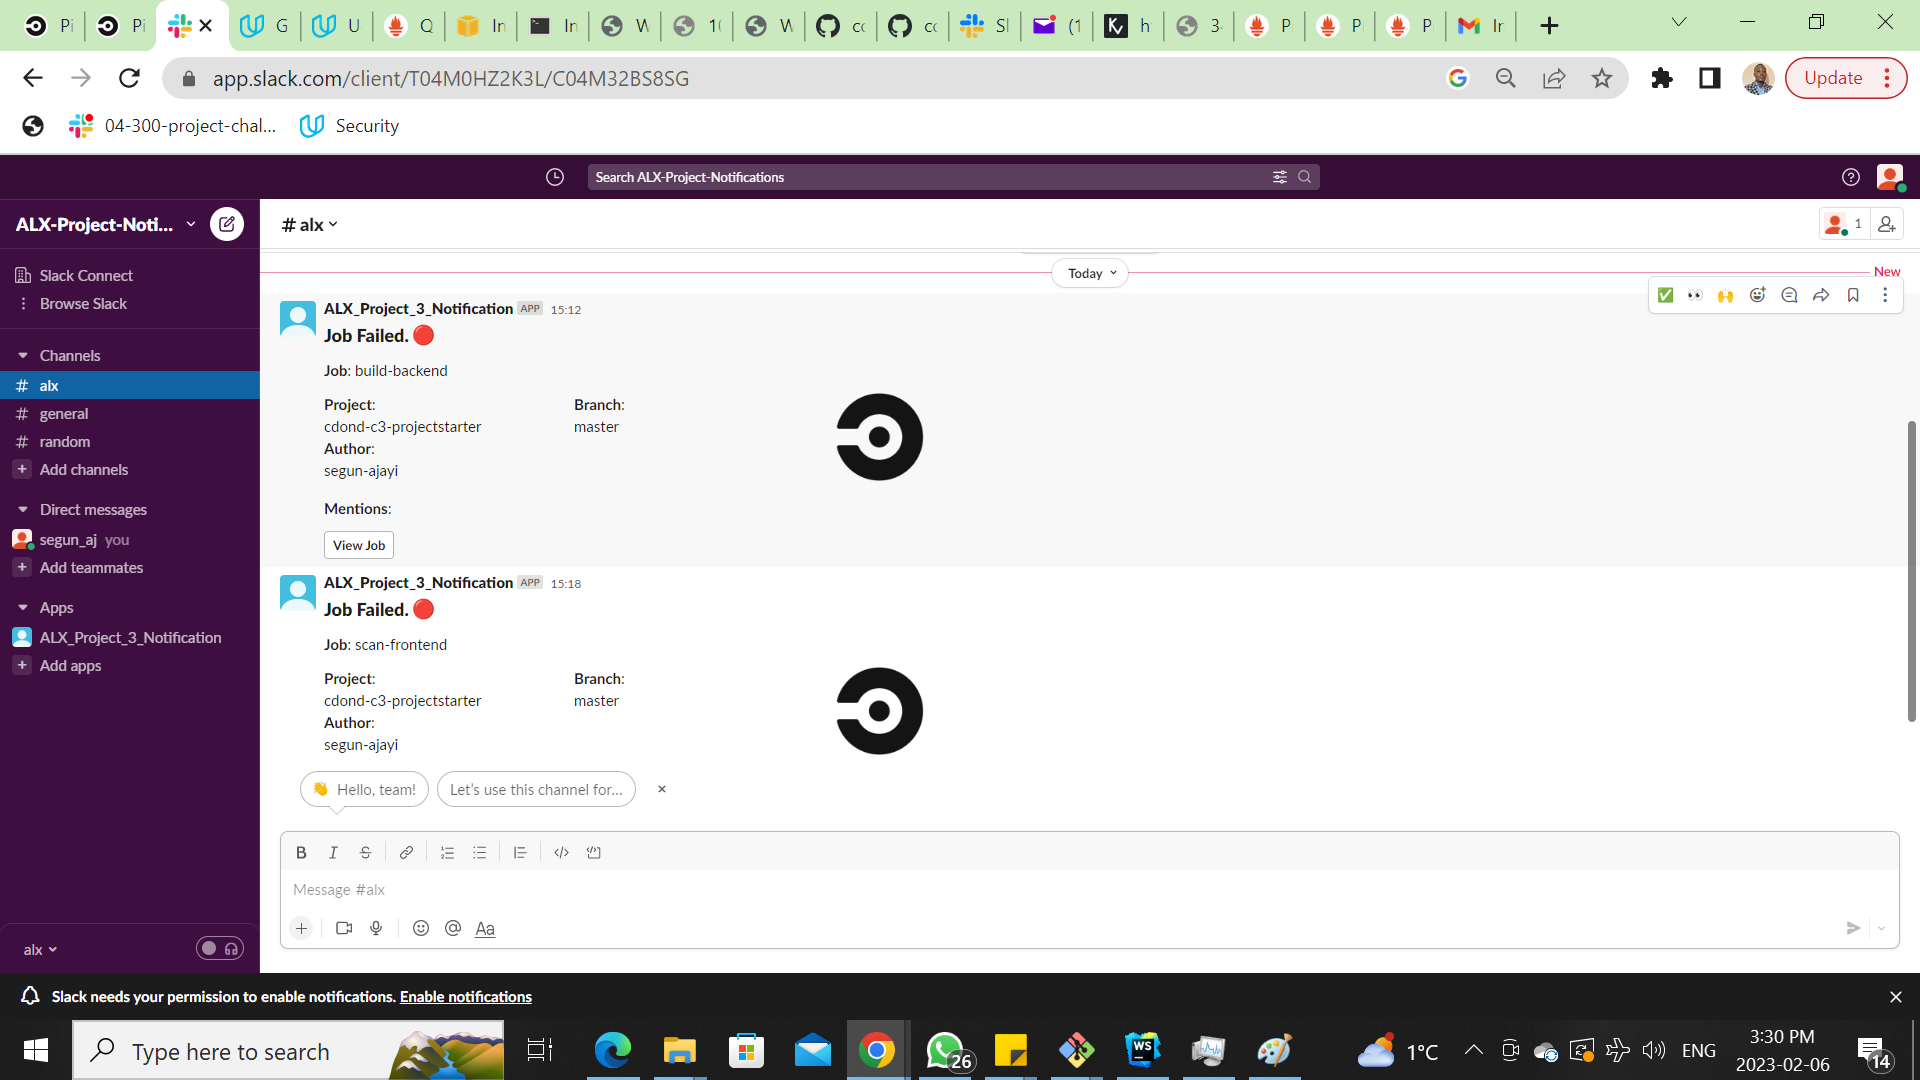 Pi
Pi
G
U
Q
In
In
W
10
W
cc
cc
Sl
(1
h
3-
P
P
P
Ir
app.slack.com/client/T04M0HZ2K3L/C04M32BS8SG
Update
04-300-project-chal...
Security
Search ALX-Project-Notifications
ALX-Project-Noti...
# alx
1
Slack Connect
Browse Slack
Channels
# alx
# general
# random
+ Add channels
Direct messages
segun_aj you
+ Add teammates
Apps
ALX_Project_3_Notification
+ Add apps
alx
Today
New
ALX_Project_3_Notification APP 15:12
Job Failed.
Job: build-backend
Project:
cdond-c3-projectstarter
Branch:
master
Author:
segun-ajayi
Mentions:
View Job
ALX_Project_3_Notification APP 15:18
Job Failed.
Job: scan-frontend
Project:
cdond-c3-projectstarter
Branch:
master
Author:
segun-ajayi
Hello, team!
Let's use this channel for...
B I S
Message #alx
Aa
Slack needs your permission to enable notifications. Enable notifications
Type here to search
WS
26
1°C
ENG
3:30 PM
2023-02-06
14